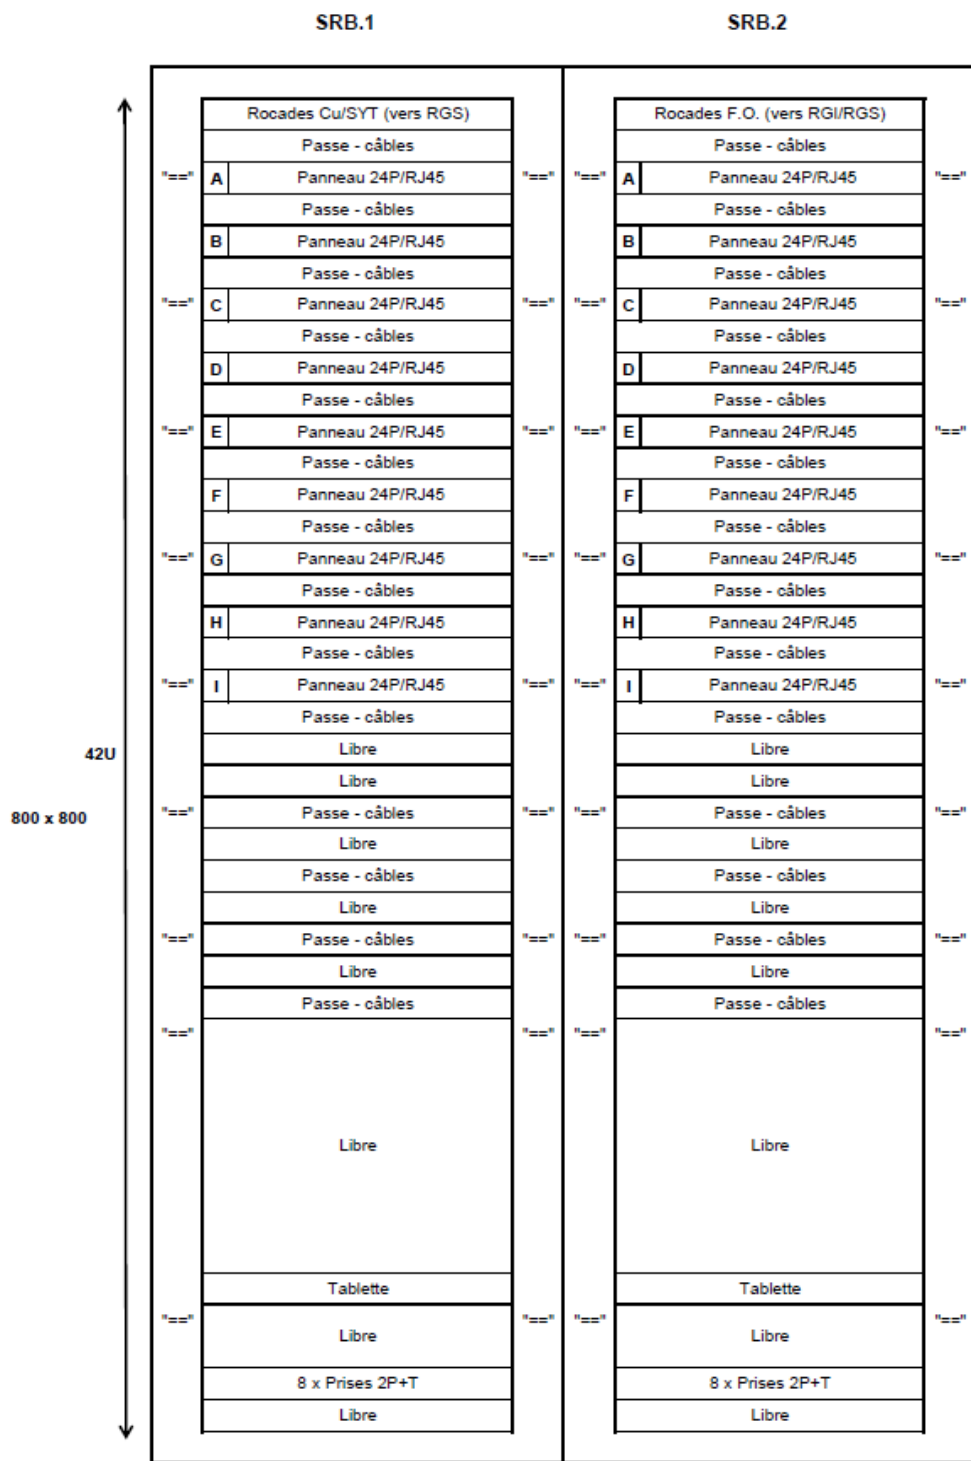 SRB.1 SRB.2
Rocades Cu/SYT (vers RGS) Rocades F.O. (vers RGI/RGS)
Passe - câbles Passe - câbles
"==" A Panneau 24P/RJ45 "==" "==" A Panneau 24P/RJ45 "=="
Passe - câbles Passe - câbles
B Panneau 24P/RJ45 B Panneau 24P/RJ45
Passe - câbles Passe - câbles
"==" C Panneau 24P/RJ45 "==" "==" C Panneau 24P/RJ45 "=="
Passe - câbles Passe - câbles
D Panneau 24P/RJ45 D Panneau 24P/RJ45
Passe - câbles Passe - câbles
"==" E Panneau 24P/RJ45 "==" "==" E Panneau 24P/RJ45 "=="
Passe - câbles Passe - câbles
F Panneau 24P/RJ45 F Panneau 24P/RJ45
Passe - câbles Passe - câbles
"==" G Panneau 24P/RJ45 "==" "==" G Panneau 24P/RJ45 "=="
Passe - câbles Passe - câbles
H Panneau 24P/RJ45 H Panneau 24P/RJ45
Passe - câbles Passe - câbles
"==" I Panneau 24P/RJ45 "==" "==" I Panneau 24P/RJ45 "=="
Passe - câbles Passe - câbles
42U Libre Libre
Libre Libre
800 x 800 "==" Passe - câbles "==" "==" Passe - câbles "=="
Libre Libre
Passe - câbles Passe - câbles
Libre Libre
"==" Passe - câbles "==" "==" Passe - câbles "=="
Libre Libre
Passe - câbles Passe - câbles
"==" "==" "==" "=="
Libre Libre
Tablette Tablette
"==" "==" "==" "=="
Libre Libre
8 x Prises 2P+T 8 x Prises 2P+T
Libre Libre